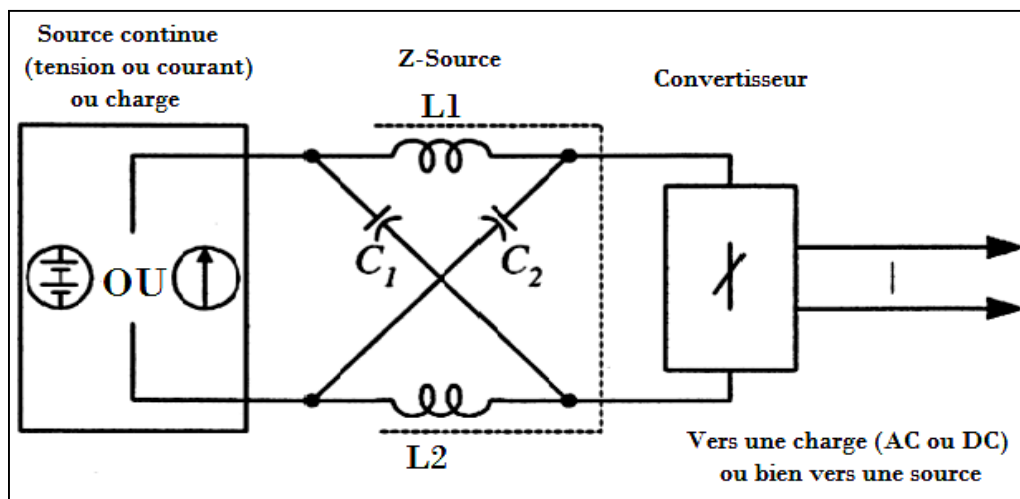 Source continue
(tension ou courant)
ou charge
Z-Source
Convertisseur
L1
C1
C2
OU
L2
Vers une charge (AC ou DC)
ou bien vers une source